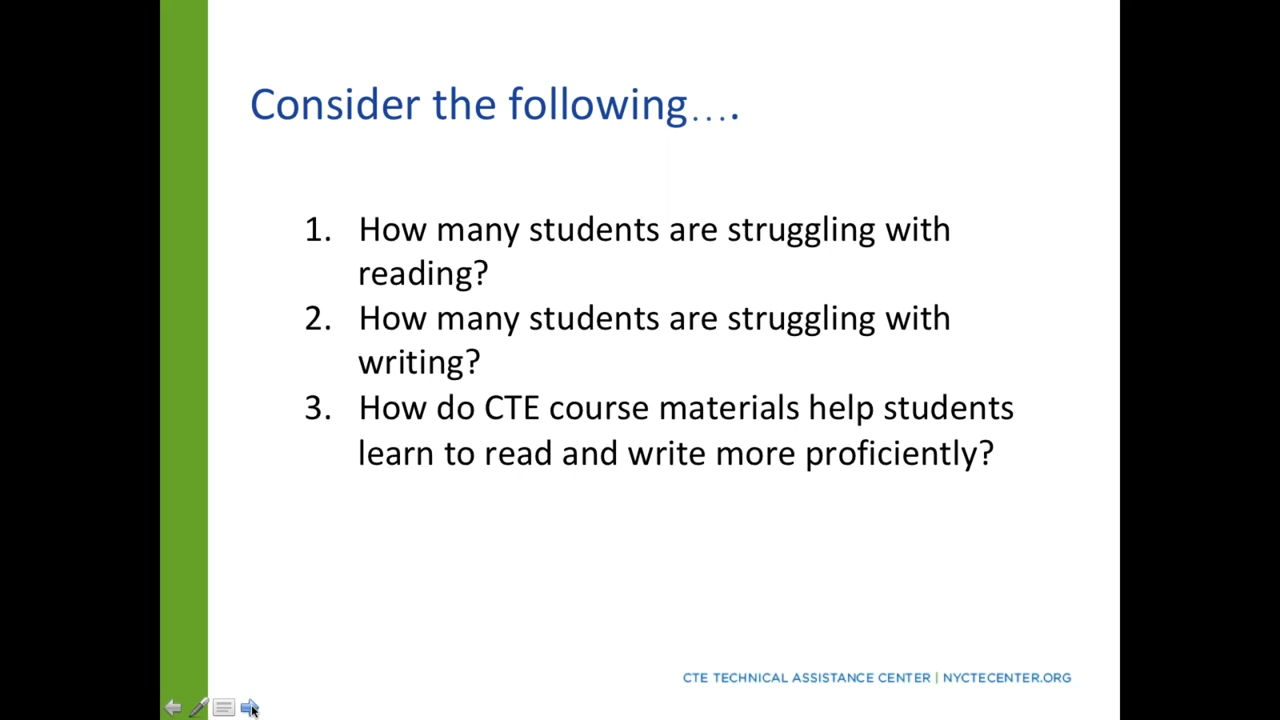 Consider the following....
1. How many students are struggling with
reading?
2. How many students are struggling with
writing?
3. How do CTE course materials help students
learn to read and write more proficiently?
CTE TECHNICAL ASSISTANCE CENTER | NYCTECENTER.ORG